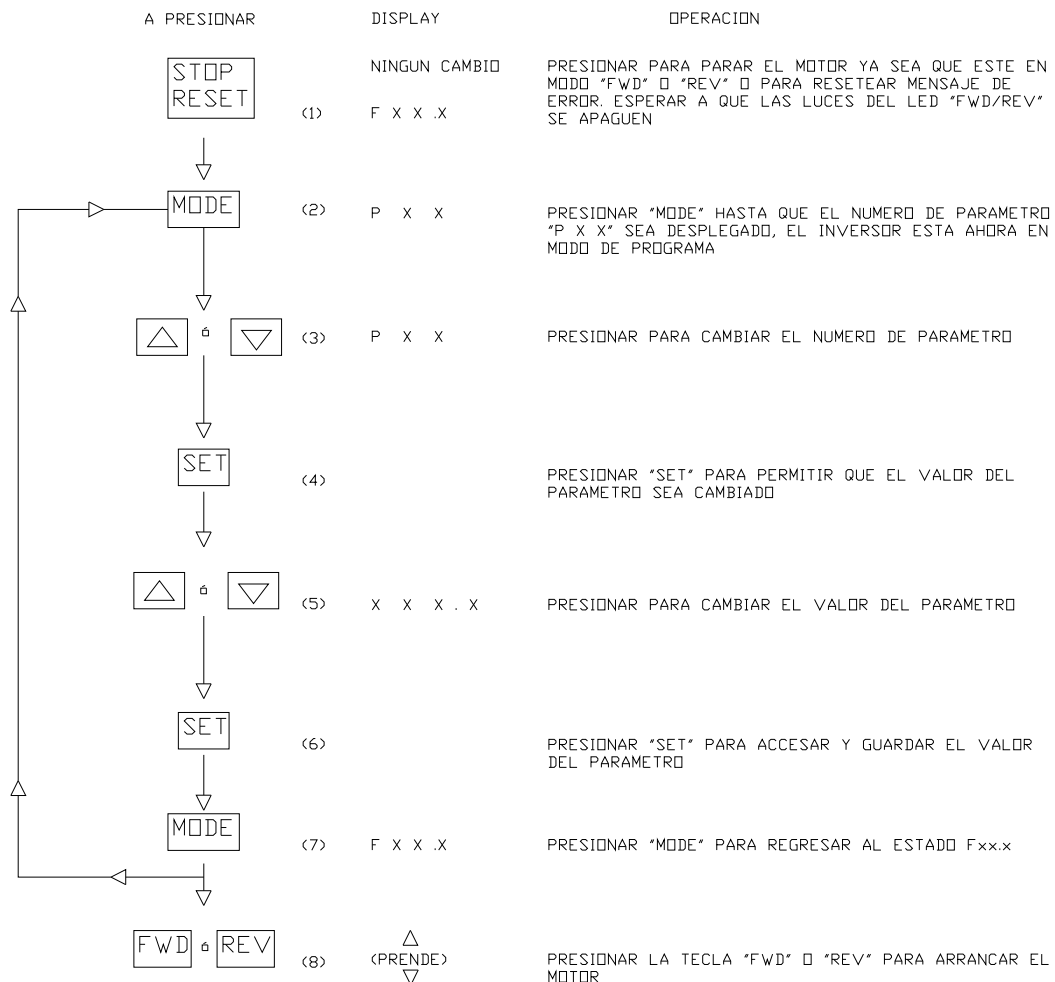 A PRESIONAR DISPLAY OPERACION
STOP
RESET
(1)
NINGUN CAMBIO
F X X .X
PRESIONAR PARA PARAR EL MOTOR YA SEA QUE ESTE EN
MODO "FWD" O "REV" O PARA RESETEAR MENSAJE DE
ERROR. ESPERAR A QUE LAS LUCES DEL LED "FWD/REV"
SE APAGUEN
MODE
(2)
P X X
PRESIONAR "MODE" HASTA QUE EL NUMERO DE PARAMETRO
"P X X" SEA DESPLEGADO, EL INVERSOR ESTA AHORA EN
MODO DE PROGRAMA
ó
(3)
P X X
PRESIONAR PARA CAMBIAR EL NUMERO DE PARAMETRO
SET
(4)
PRESIONAR "SET" PARA PERMITIR QUE EL VALOR DEL
PARAMETRO SEA CAMBIADO
ó
(5)
X X X . X
PRESIONAR PARA CAMBIAR EL VALOR DEL PARAMETRO
SET
(6)
PRESIONAR "SET" PARA ACCESAR Y GUARDAR EL VALOR
DEL PARAMETRO
MODE
(7)
F X X .X
PRESIONAR "MODE" PARA REGRESAR AL ESTADO Fxx.x
FWD ó REV
(8)
(PRENDE)
PRESIONAR LA TECLA "FWD" O "REV" PARA ARRANCAR EL
MOTOR